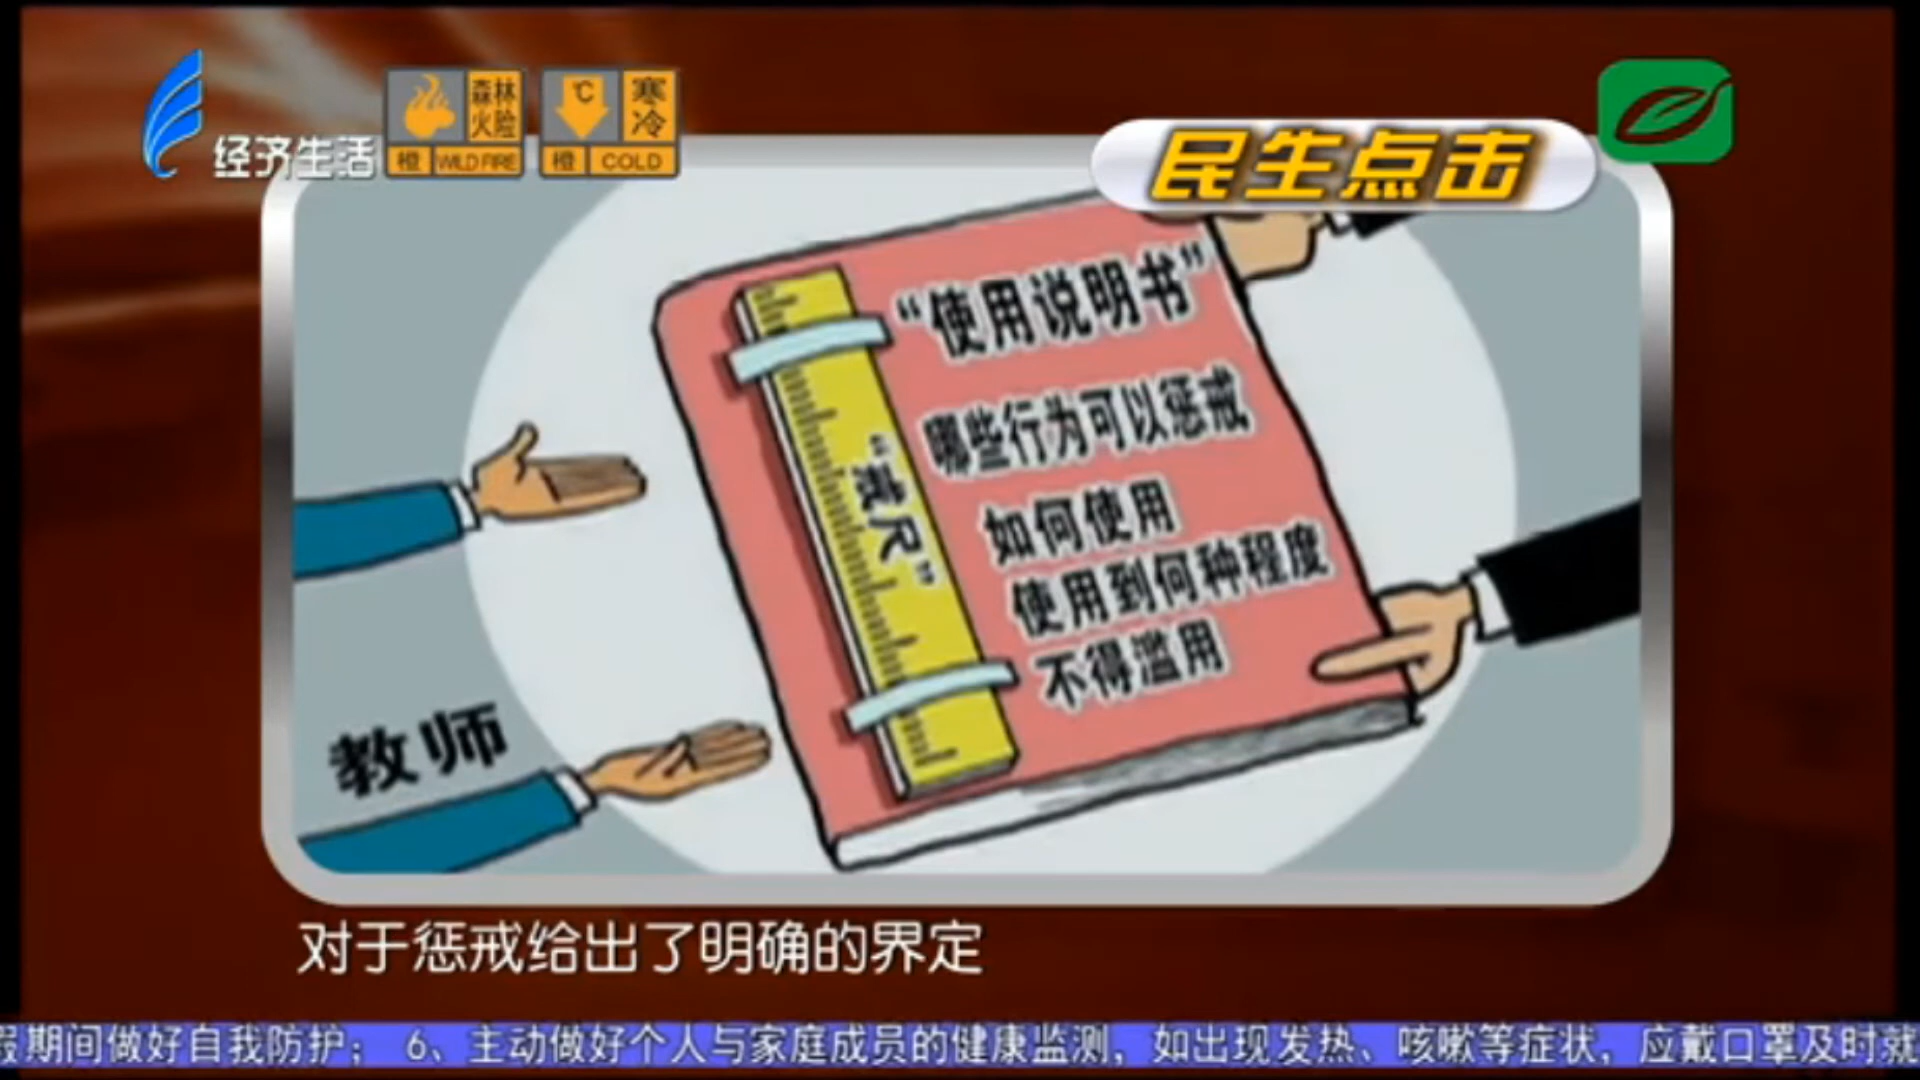 经济生活
森林火险
橙 WILD FIRE
℃
寒冷
橙 COLD
民生点击
“使用说明书”
哪些行为可以惩戒
如何使用
使用到何种程度
不得滥用
“戒尺”
教师
对于惩戒给出了明确的界定
假期间做好自我防护； 6、主动做好个人与家庭成员的健康监测，如出现发热、咳嗽等症状，应戴口罩及时就